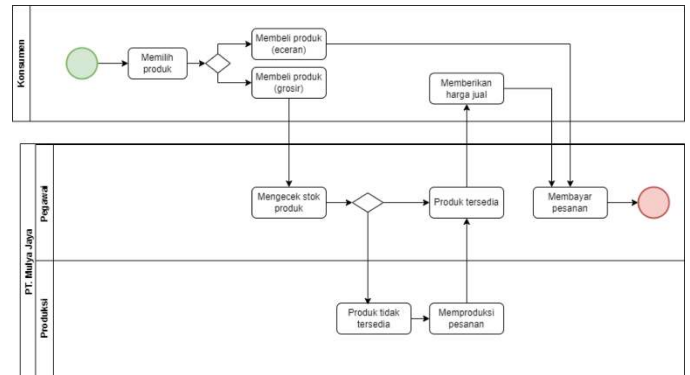 Konsumen
Memilih
produk
Membeli produk
(eceran)
Membeli produk
(grosir)
Memberikan
harga jual
PT. Mulya Jaya
Pegawai
Mengecek stok
produk
Produk tersedia
Membayar
pesanan
Produksi
Produk tidak
tersedia
Memproduksi
pesanan